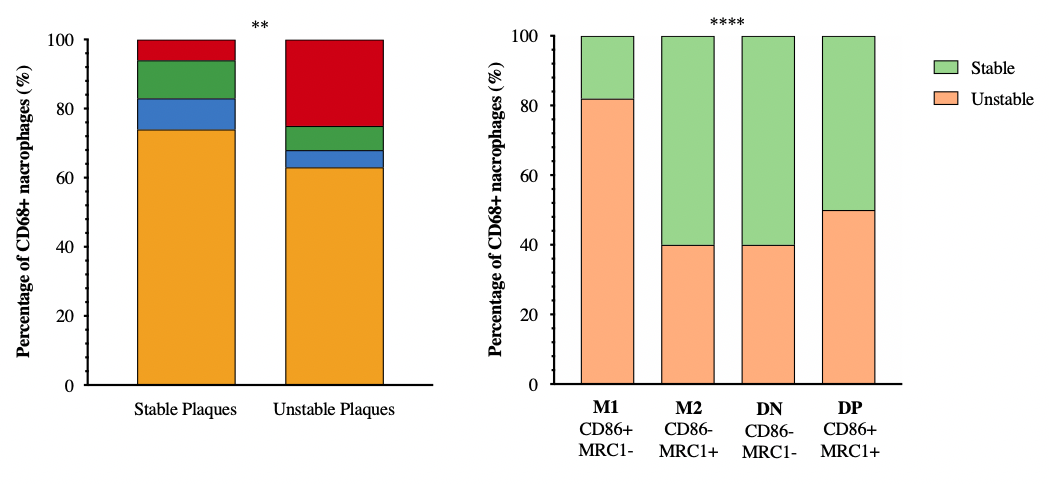 **
Percentage of CD68+ nacrophages (%)
100
80
60
40
20
0
Stable Plaques
Unstable Plaques
****
Percentage of CD68+ nacrophages (%)
100
80
60
40
20
0
M1
CD86+
MRC1-
M2
CD86-
MRC1+
DN
CD86-
MRC1-
DP
CD86+
MRC1+
Stable
Unstable